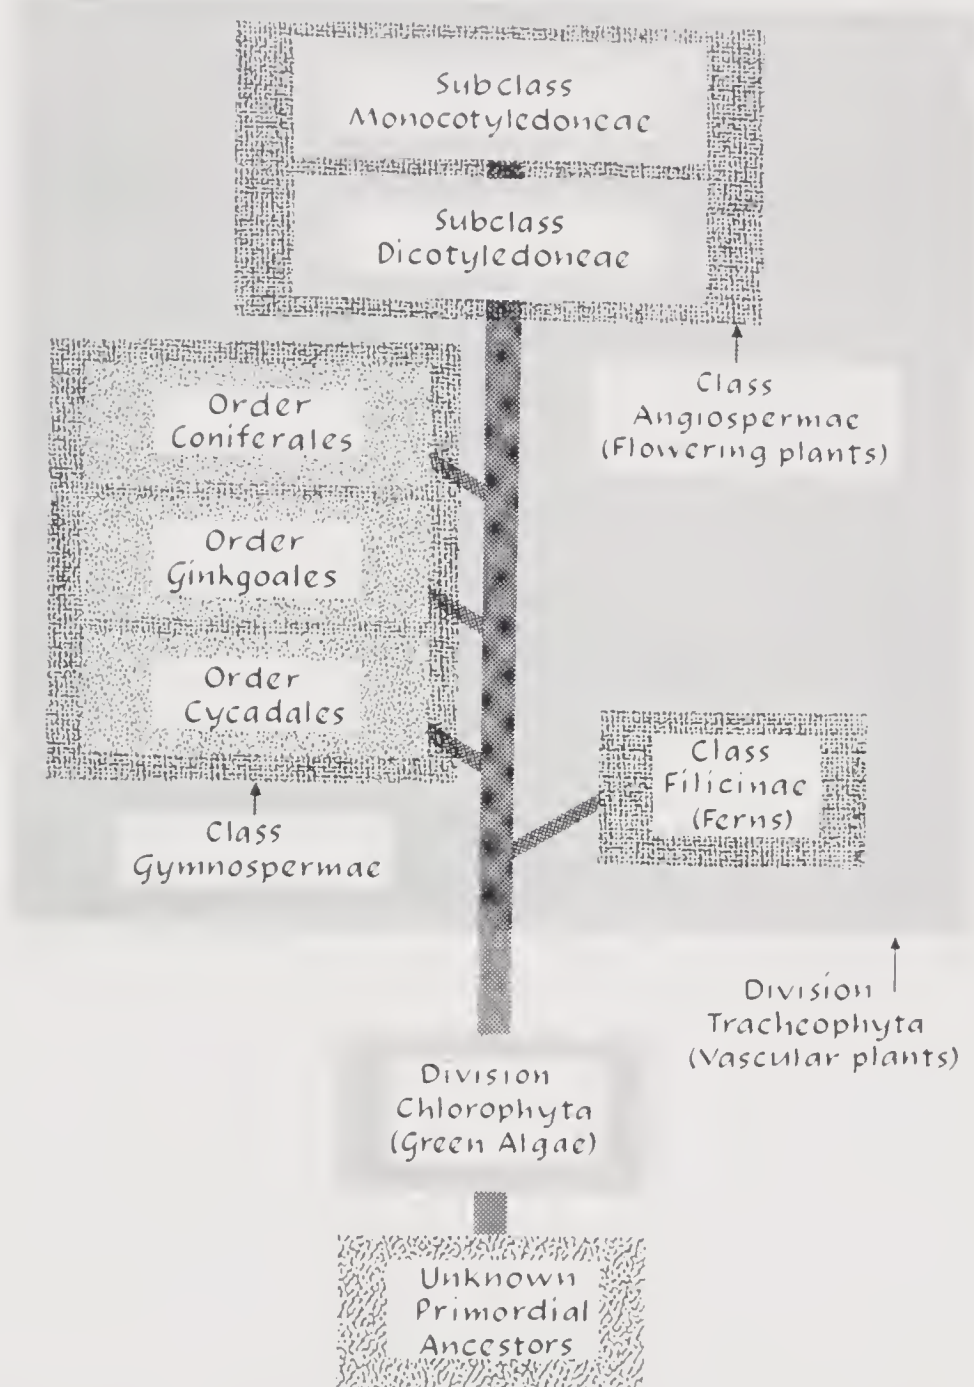 Subclass
Monocotyledoneae
Subclass
Dicotyledoneae
Class
Angiospermae
(Flowering plants)
Order
Coniferales
Order
Ginkgoales
Order
Cycadales
Class
Gymnospermae
Class
Filicinae
(Ferns)
Division
Tracheophyta
(Vascular plants)
Division
Chlorophyta
(Green Algae)
Unknown
Primordial
Ancestors